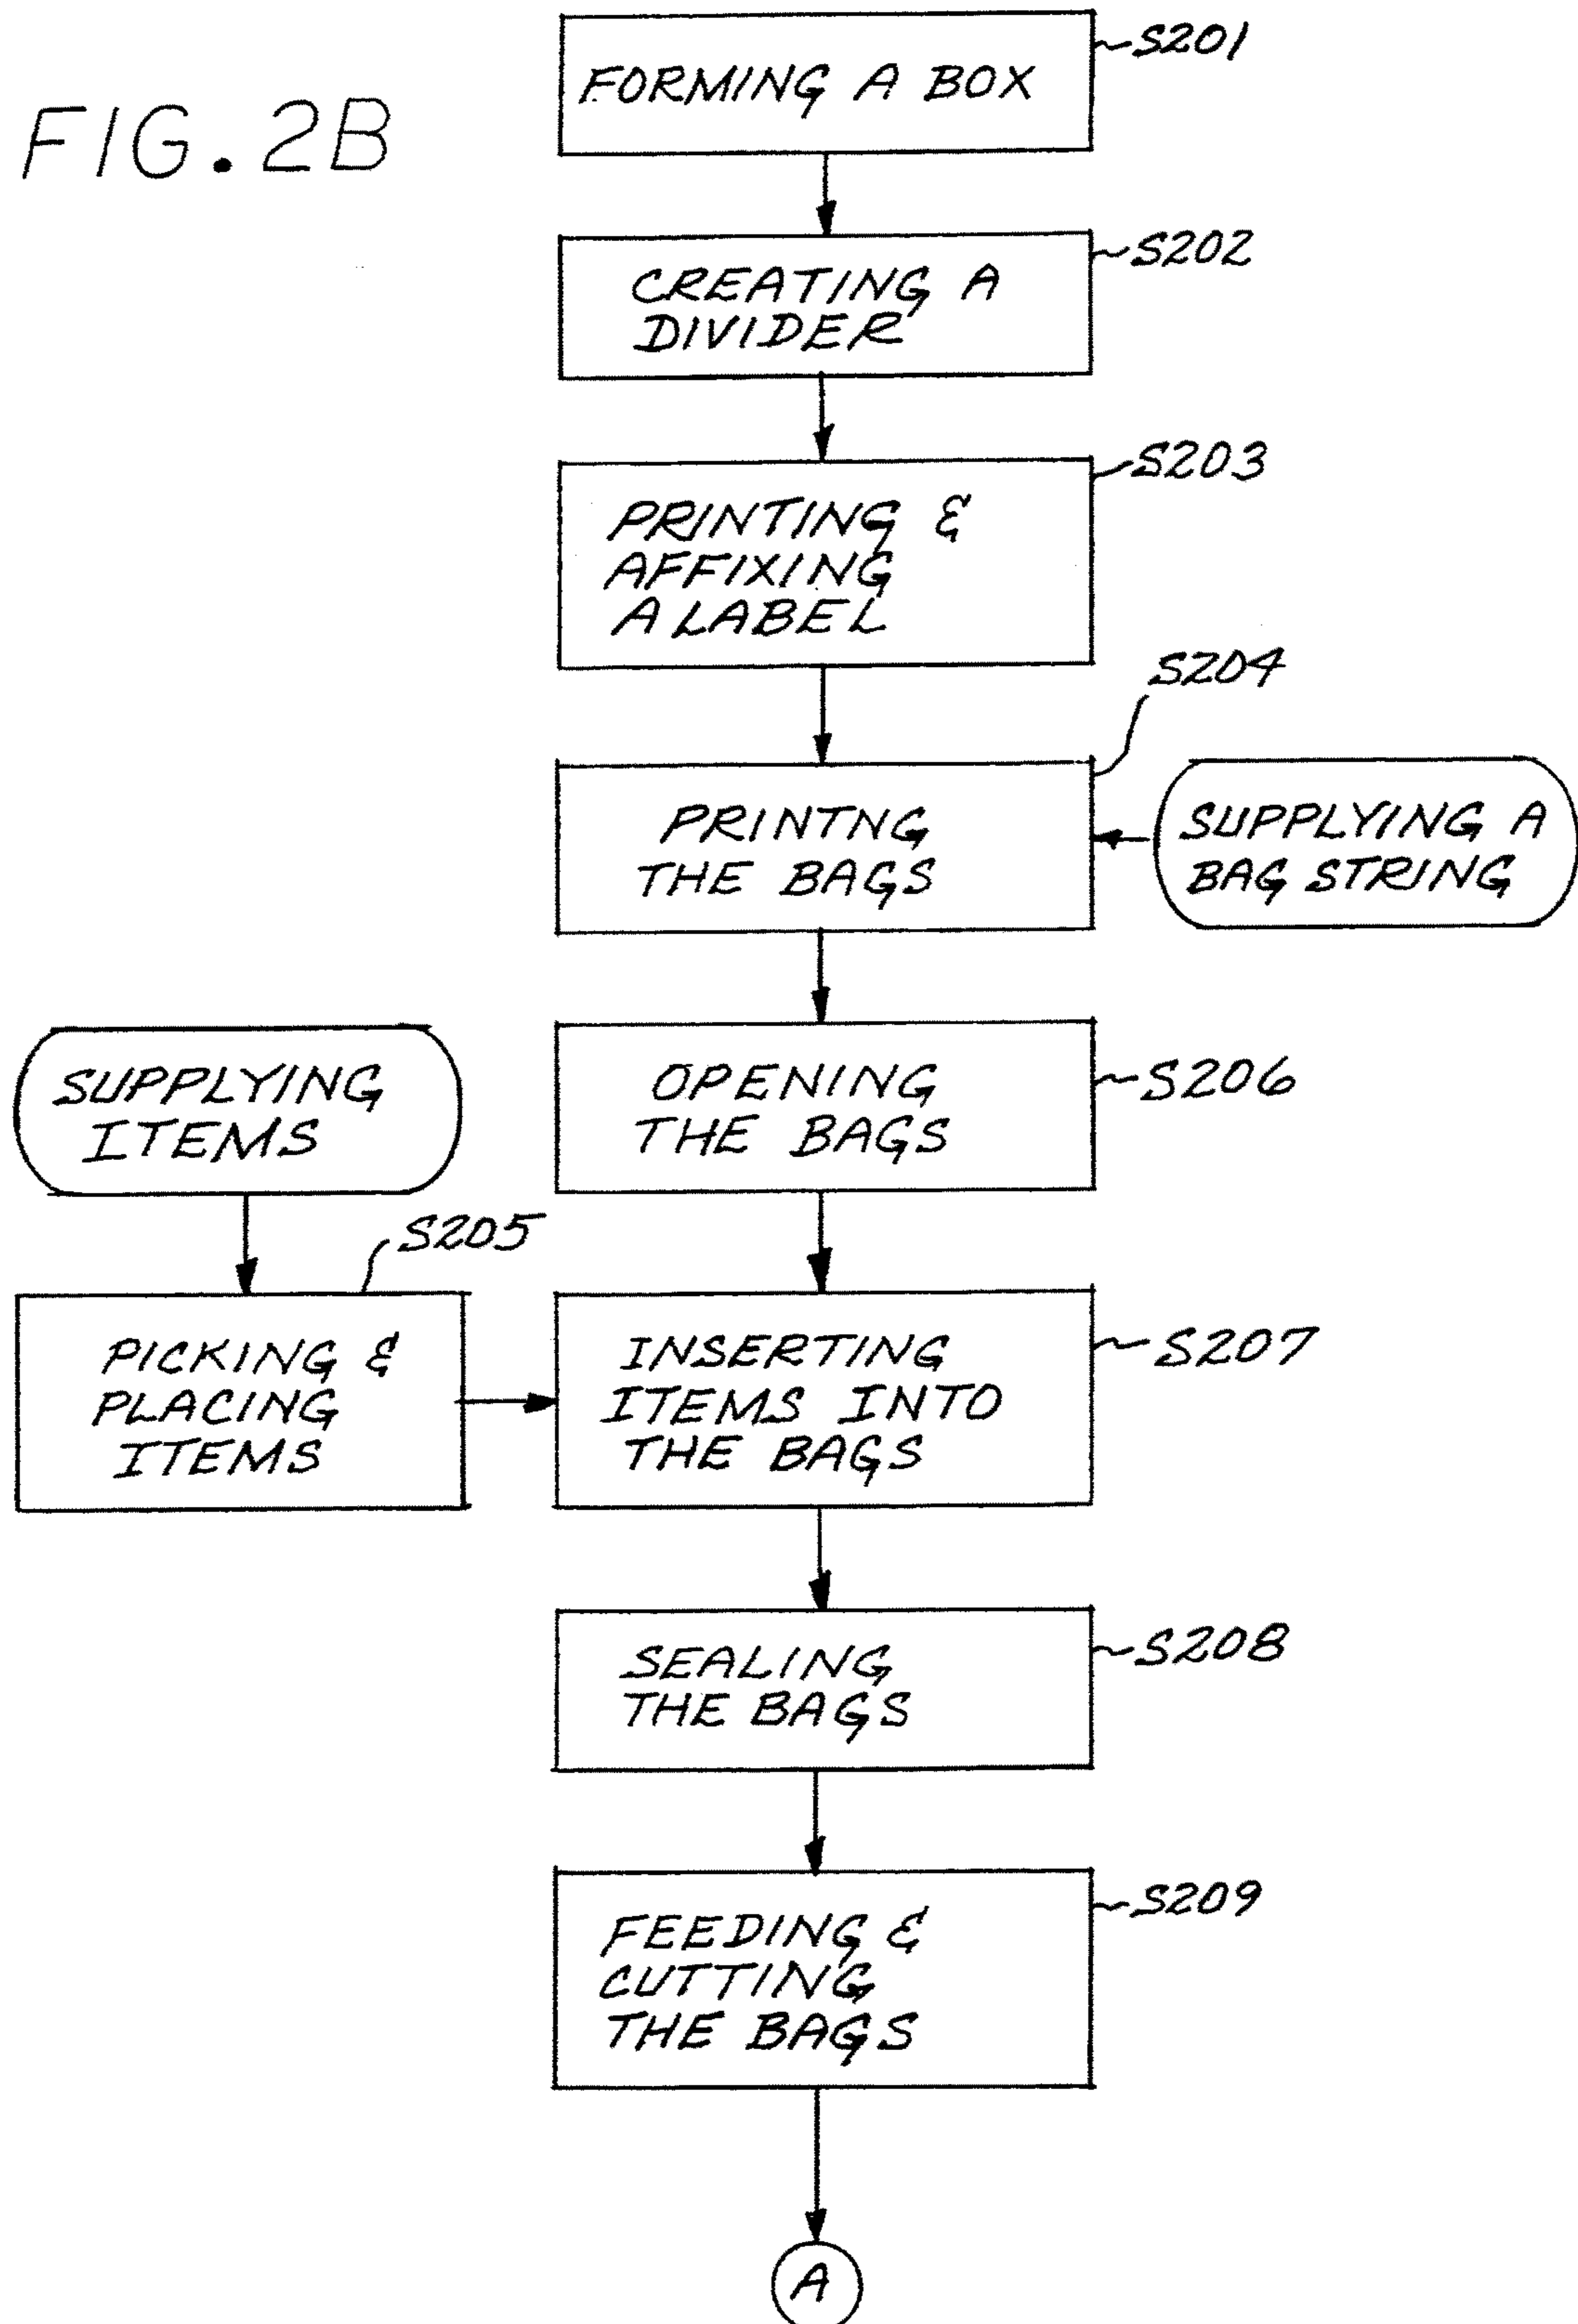 FIG. 2B
FORMING A BOX
S201
CREATING A
DIVIDER
S202
PRINTING &
AFFIXING
A LABEL
S203
S204
PRINTNG
THE BAGS
SUPPLYING A
BAG STRING
OPENING
THE BAGS
S206
SUPPLYING
ITEMS
S205
PICKING &
PLACING
ITEMS
INSERTING
ITEMS INTO
THE BAGS
S207
SEALING
THE BAGS
S208
FEEDING &
CUTTING
THE BAGS
S209
A